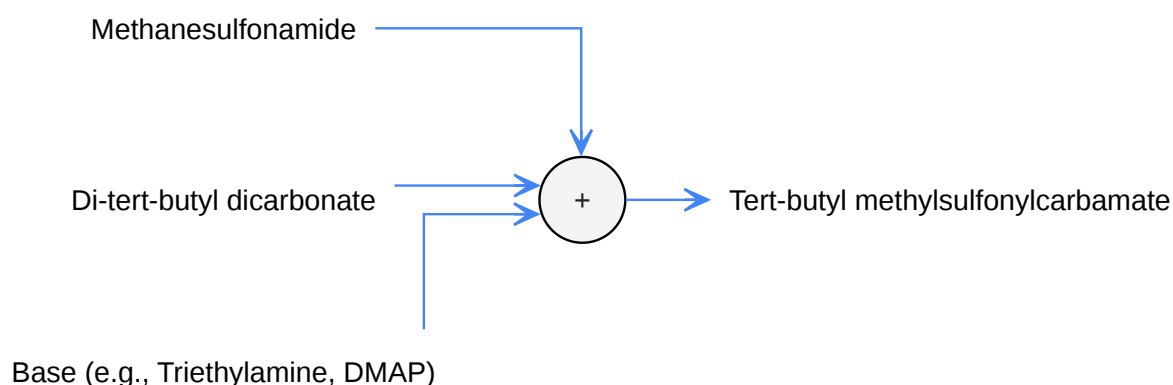 Methanesulfonamide
Di-tert-butyl dicarbonate
+
Tert-butyl methylsulfonylcarbamate
Base (e.g., Triethylamine, DMAP)